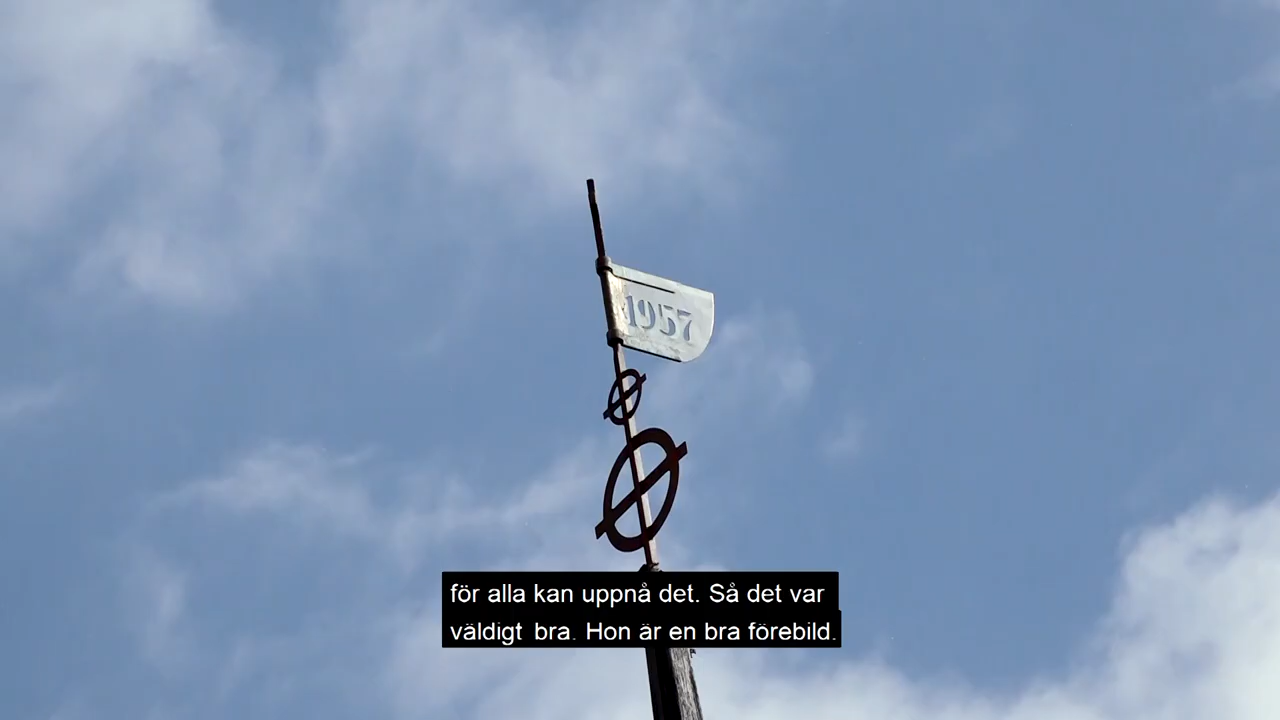 1957
för alla kan uppnå det. Så det var
väldigt bra. Hon är en bra förebild.